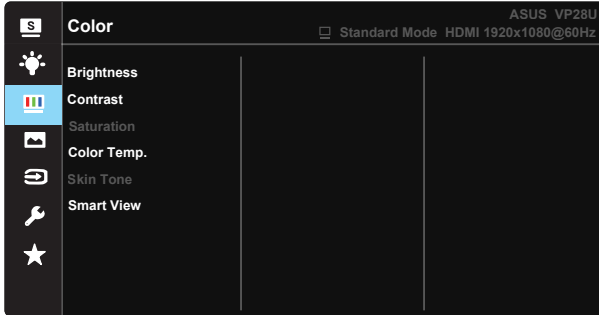 S
Color
ASUS VP28U
Standard Mode HDMI 1920x1080@60Hz
Brightness
Contrast
Saturation
Color Temp.
Skin Tone
Smart View